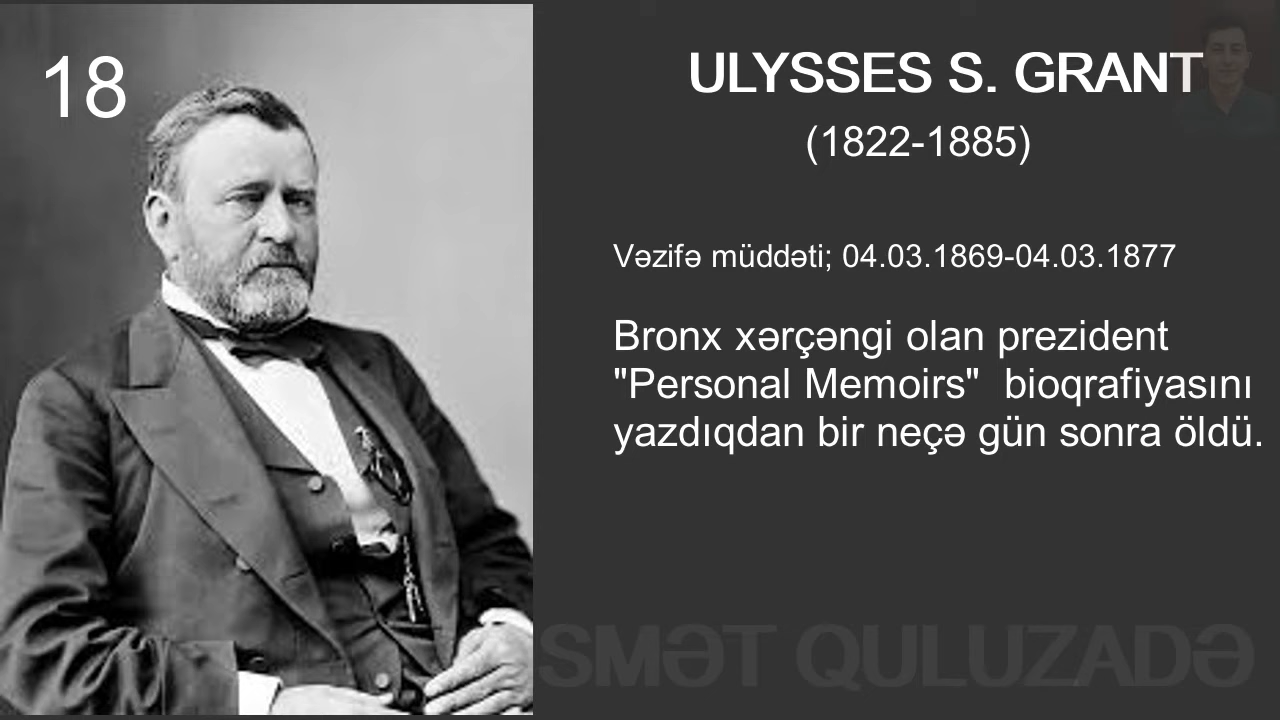 18
ULYSSES S. GRANT
(1822-1885)
Vəzifə müddəti; 04.03.1869-04.03.1877
Bronx xərçəngi olan prezident
"Personal Memoirs"  bioqrafiyasını
yazdıqdan bir neçə gün sonra öldü.
SMƏT QULUZADƏ